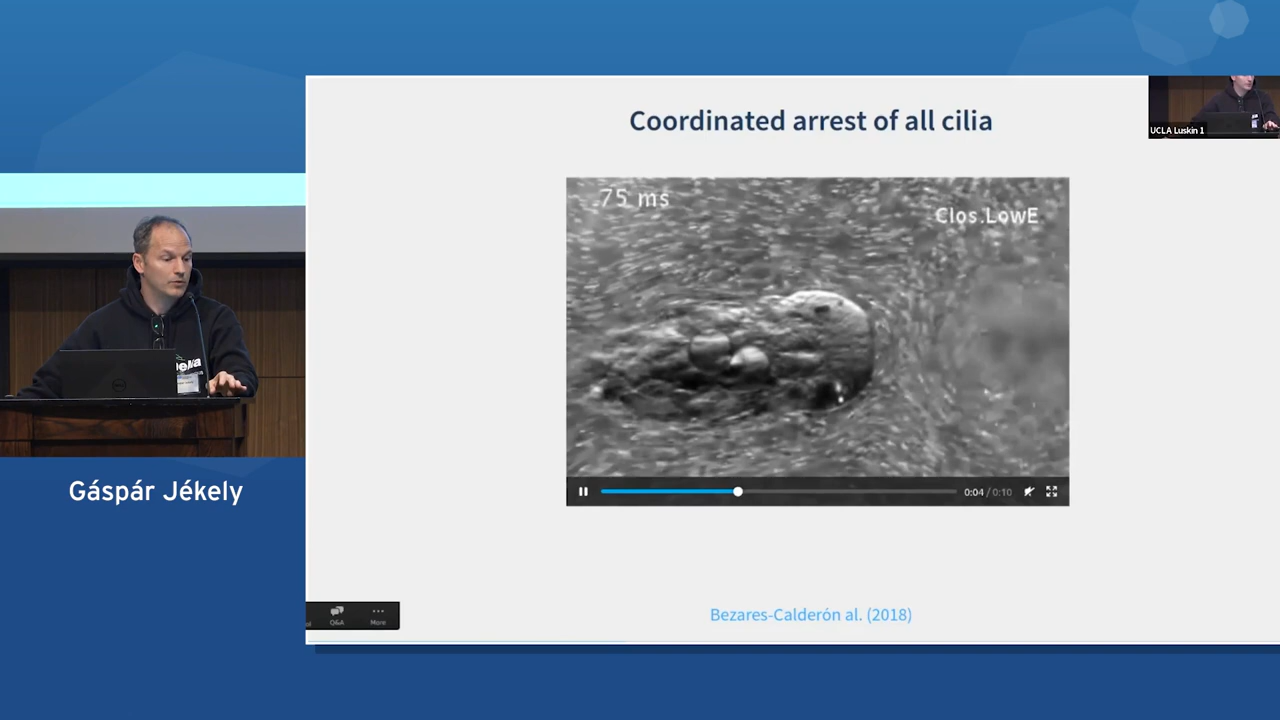 Coordinated arrest of all cilia
UCLA Luskin 1
75 ms
Clos.LowE
0:04 / 0:10
Gáspár Jékely
Q&A
More
Bezares-Calderón al. (2018)